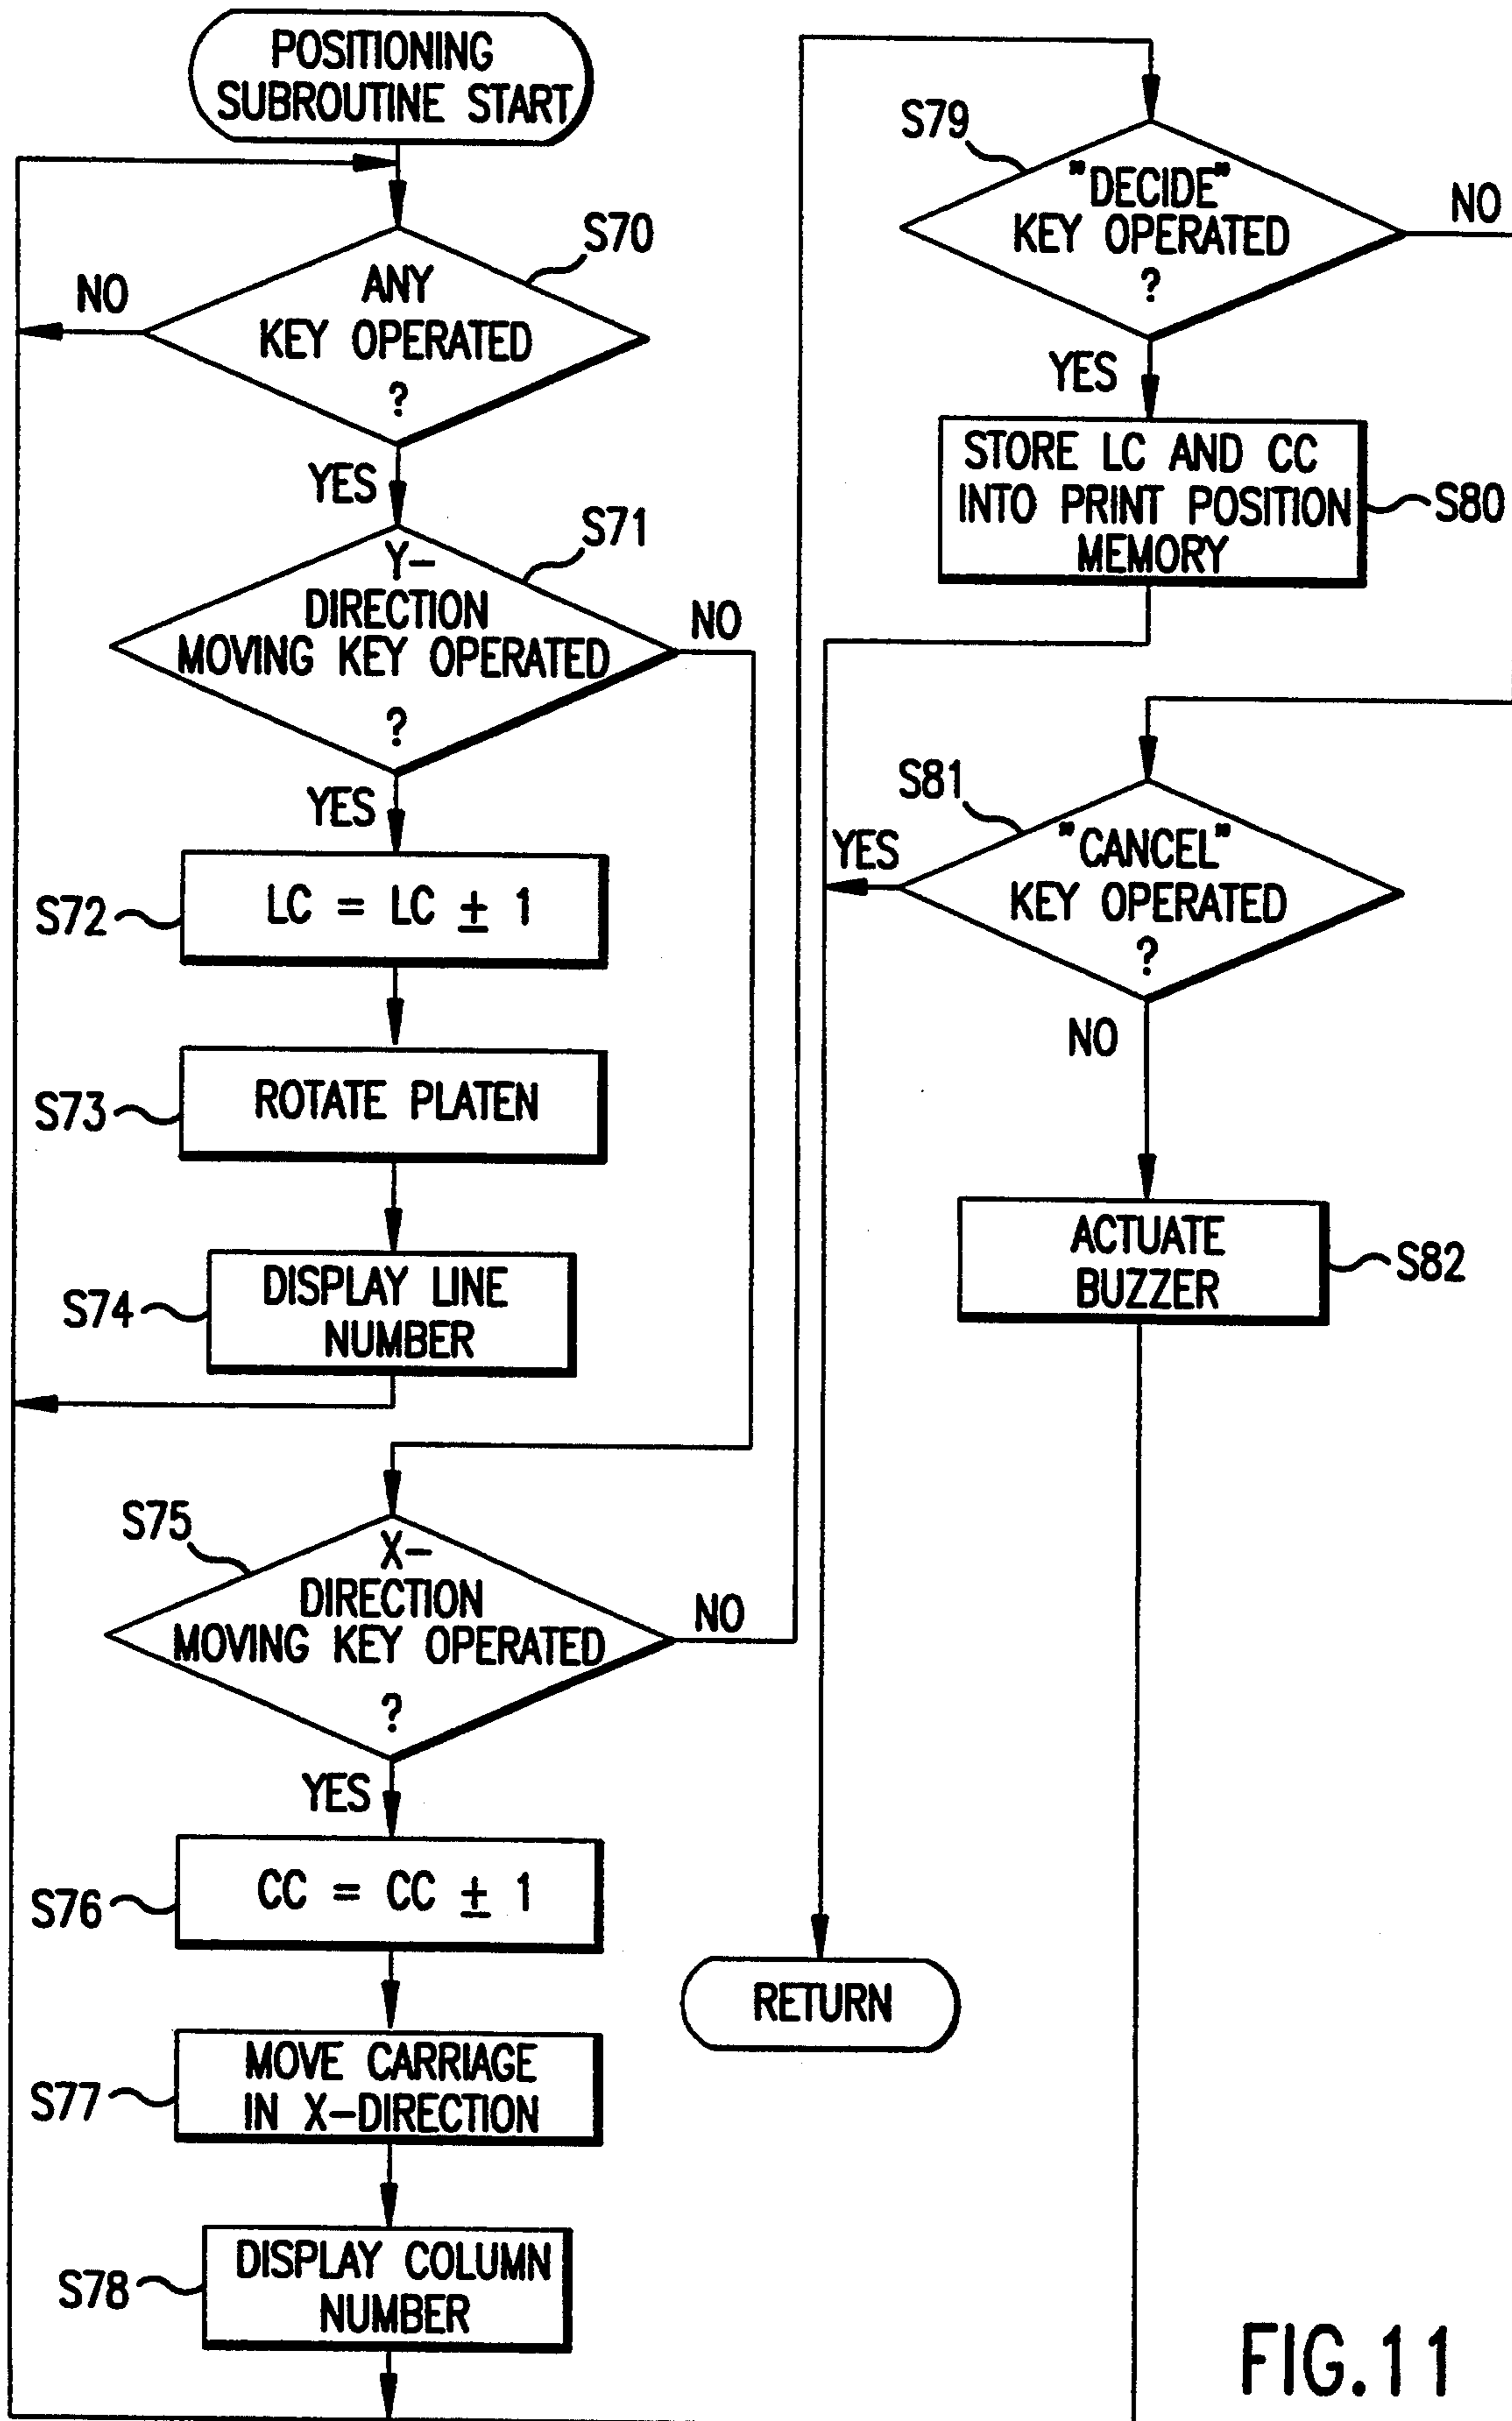 POSITIONING
SUBROUTINE START
S70
ANY
KEY OPERATED
?
NO
YES
S71
Y-
DIRECTION
MOVING KEY OPERATED
?
NO
YES
S72
LC = LC ± 1
S73
ROTATE PLATEN
S74
DISPLAY LINE
NUMBER
S75
X-
DIRECTION
MOVING KEY OPERATED
?
NO
YES
S76
CC = CC ± 1
S77
MOVE CARRIAGE
IN X-DIRECTION
S78
DISPLAY COLUMN
NUMBER
S79
"DECIDE"
KEY OPERATED
?
NO
YES
STORE LC AND CC
INTO PRINT POSITION
MEMORY
S80
S81
"CANCEL"
KEY OPERATED
?
YES
NO
ACTUATE
BUZZER
S82
RETURN
FIG.11